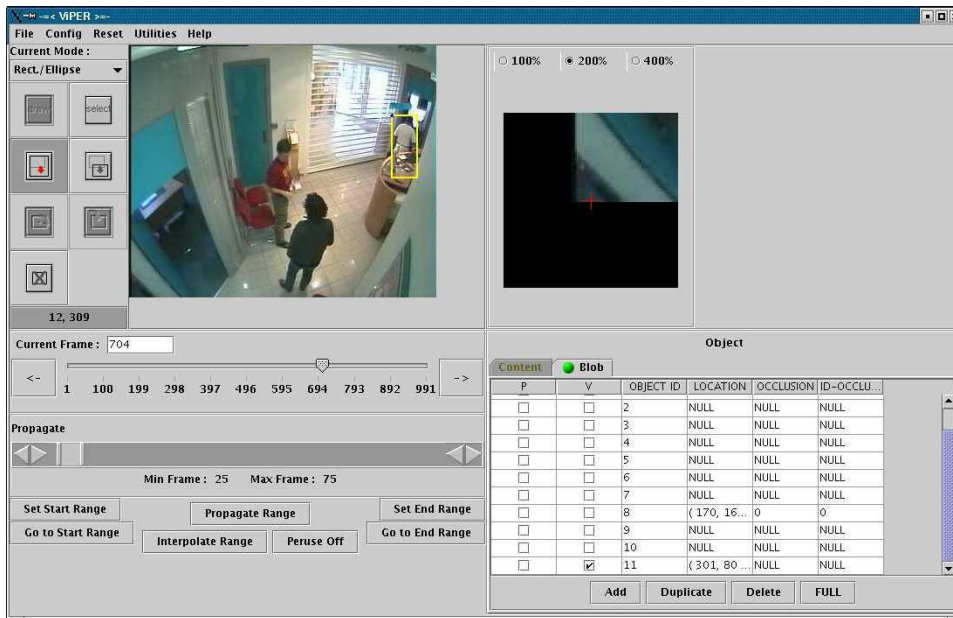 -=< ViPER >=-
File Config Reset Utilities Help
Current Mode :
Rect./Ellipse
draw select
12, 309
100% 200% 400%
Current Frame : 704
<- ->
1 100 199 298 397 496 595 694 793 892 991
Propagate
Min Frame : 25 Max Frame : 75
Set Start Range Propagate Range Set End Range
Go to Start Range Interpolate Range Peruse Off Go to End Range
Object
Content Blob
P V OBJECT ID LOCATION OCCLUSION ID-OCCLU...
2 NULL NULL NULL
3 NULL NULL NULL
4 NULL NULL NULL
5 NULL NULL NULL
6 NULL NULL NULL
7 NULL NULL NULL
8 ( 170, 16... 0 0
9 NULL NULL NULL
10 NULL NULL NULL
11 ( 301, 80 ... NULL NULL
Add Duplicate Delete FULL